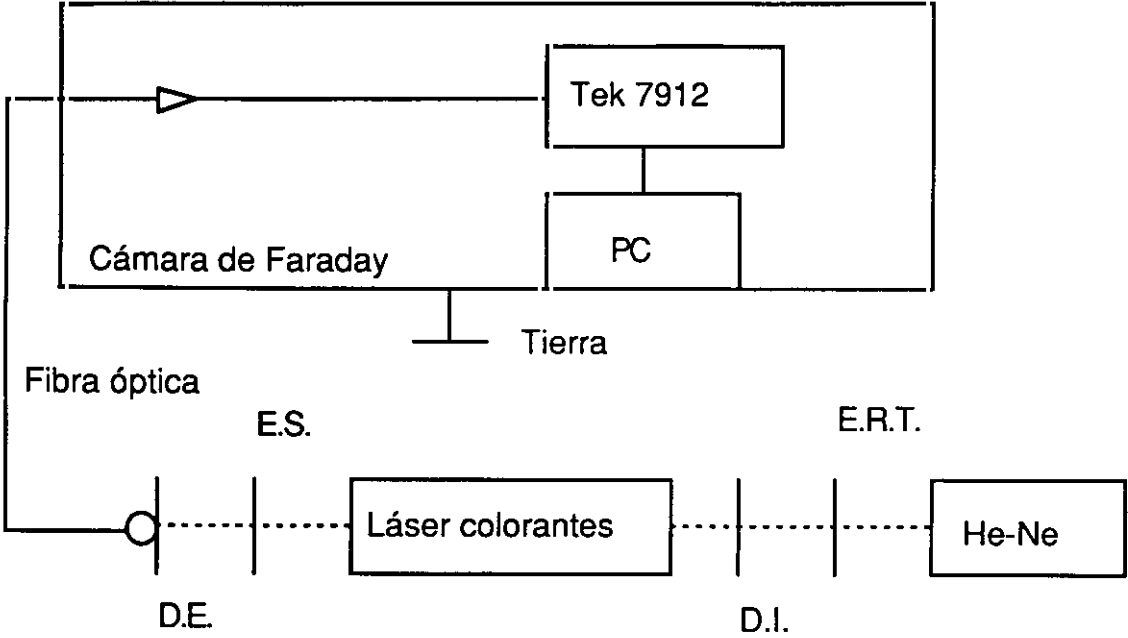 Tek 7912
PC
Cámara de Faraday
Tierra
Fibra óptica
E.S.
E.R.T.
Láser colorantes
He-Ne
D.E.
D.I.